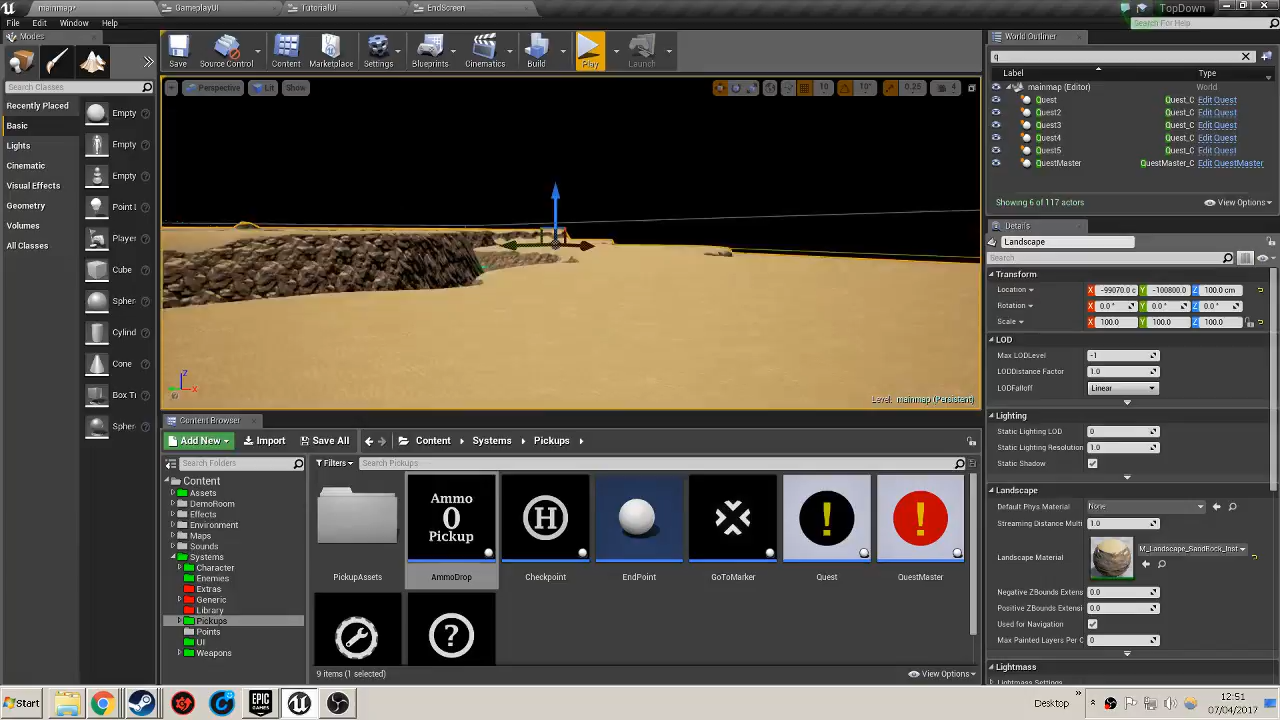 mainmap*
GameplayUI
TutorialUI
EndScreen
TopDown
File Edit Window Help
Search For Help
Modes
Search Classes
Recently Placed
Basic
Lights
Cinematic
Visual Effects
Geometry
Volumes
All Classes
Empty
Empty
Empty
Point L
Player
Cube
Spher
Cylind
Cone
Box Ti
Spher
Save Source Control Content Marketplace Settings Blueprints Cinematics Build Play Launch
Perspective Lit Show
10 10° 0.25 4
Z
X
Level: mainmap (Persistent)
World Outliner
q
Label Type
mainmap (Editor) World
Quest Quest_C Edit Quest
Quest2 Quest_C Edit Quest
Quest3 Quest_C Edit Quest
Quest4 Quest_C Edit Quest
Quest5 Quest_C Edit Quest
QuestMaster QuestMaster_C Edit QuestMaster
Showing 6 of 117 actors View Options
Details
Landscape
Search
Transform
Location X -99070.0 c Y -100800.0 Z 100.0 cm
Rotation X 0.0 ° Y 0.0 ° Z 0.0 °
Scale X 100.0 Y 100.0 Z 100.0
LOD
Max LODLevel -1
LODDistance Factor 1.0
LODFalloff Linear
Lighting
Static Lighting LOD 0
Static Lighting Resolution 1.0
Static Shadow
Landscape
Default Phys Material None
Streaming Distance Multi 1.0
Landscape Material M_Landscape_SandRock_Inst
Negative ZBounds Extensi 0.0
Positive ZBounds Extensi 0.0
Used for Navigation
Max Painted Layers Per C 0
Lightmass
Content Browser
Add New Import Save All Content Systems Pickups
Search Folders
Filters Search Pickups
Content
Assets
DemoRoom
Effects
Environment
Maps
Sounds
Systems
Character
Enemies
Extras
Generic
Library
Pickups
Points
UI
Weapons
Ammo
0
Pickup
H
!
!
?
PickupAssets AmmoDrop Checkpoint EndPoint GoToMarker Quest QuestMaster
9 items (1 selected) View Options
Start
EPIC
GAMES
Desktop
12:51
07/04/2017